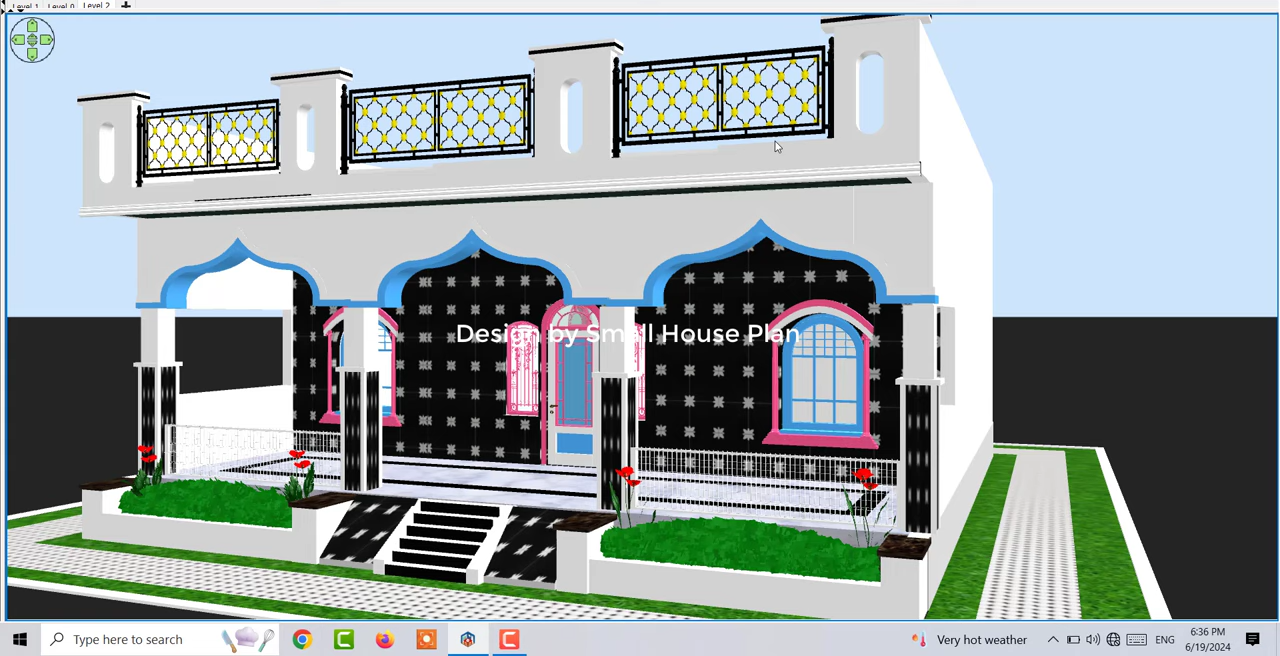 Level 1 Level 0 Level 2
Design by Small House Plan
Type here to search
Very hot weather
ENG
6:36 PM
6/19/2024